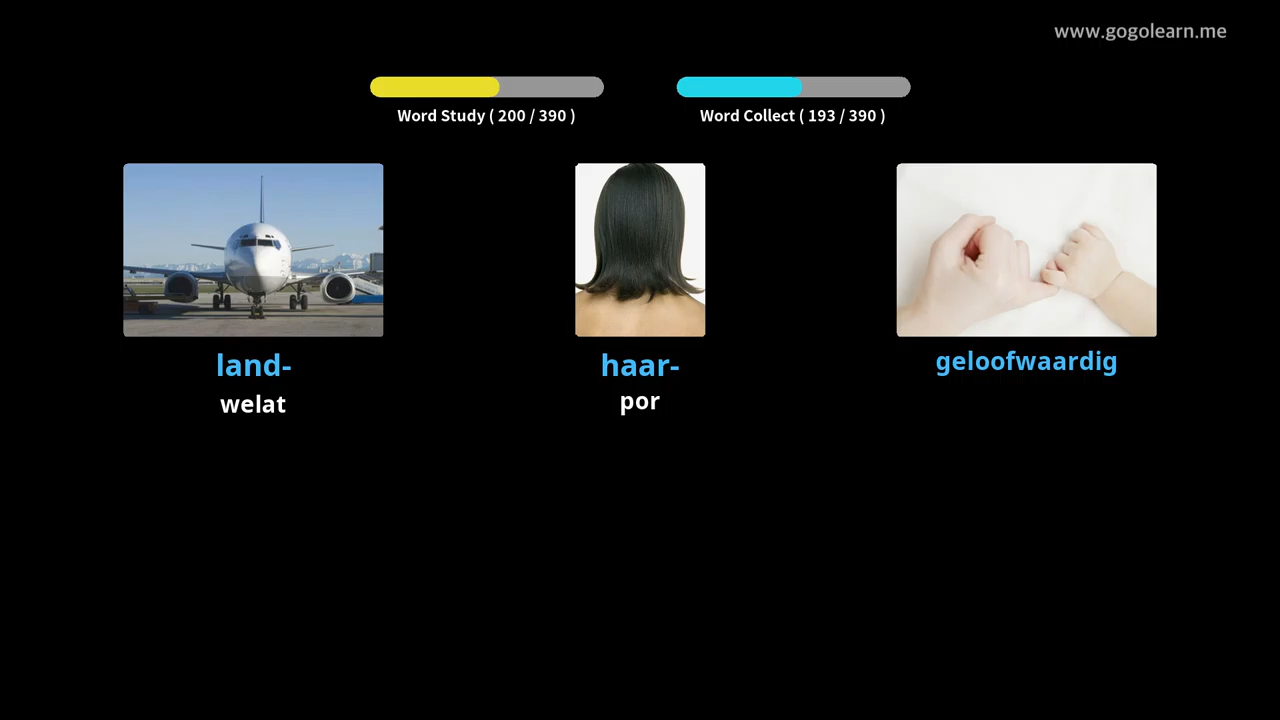 www.gogolearn.me
Word Study ( 200 / 390 )
Word Collect ( 193 / 390 )
land-
haar-
geloofwaardig
welat
por